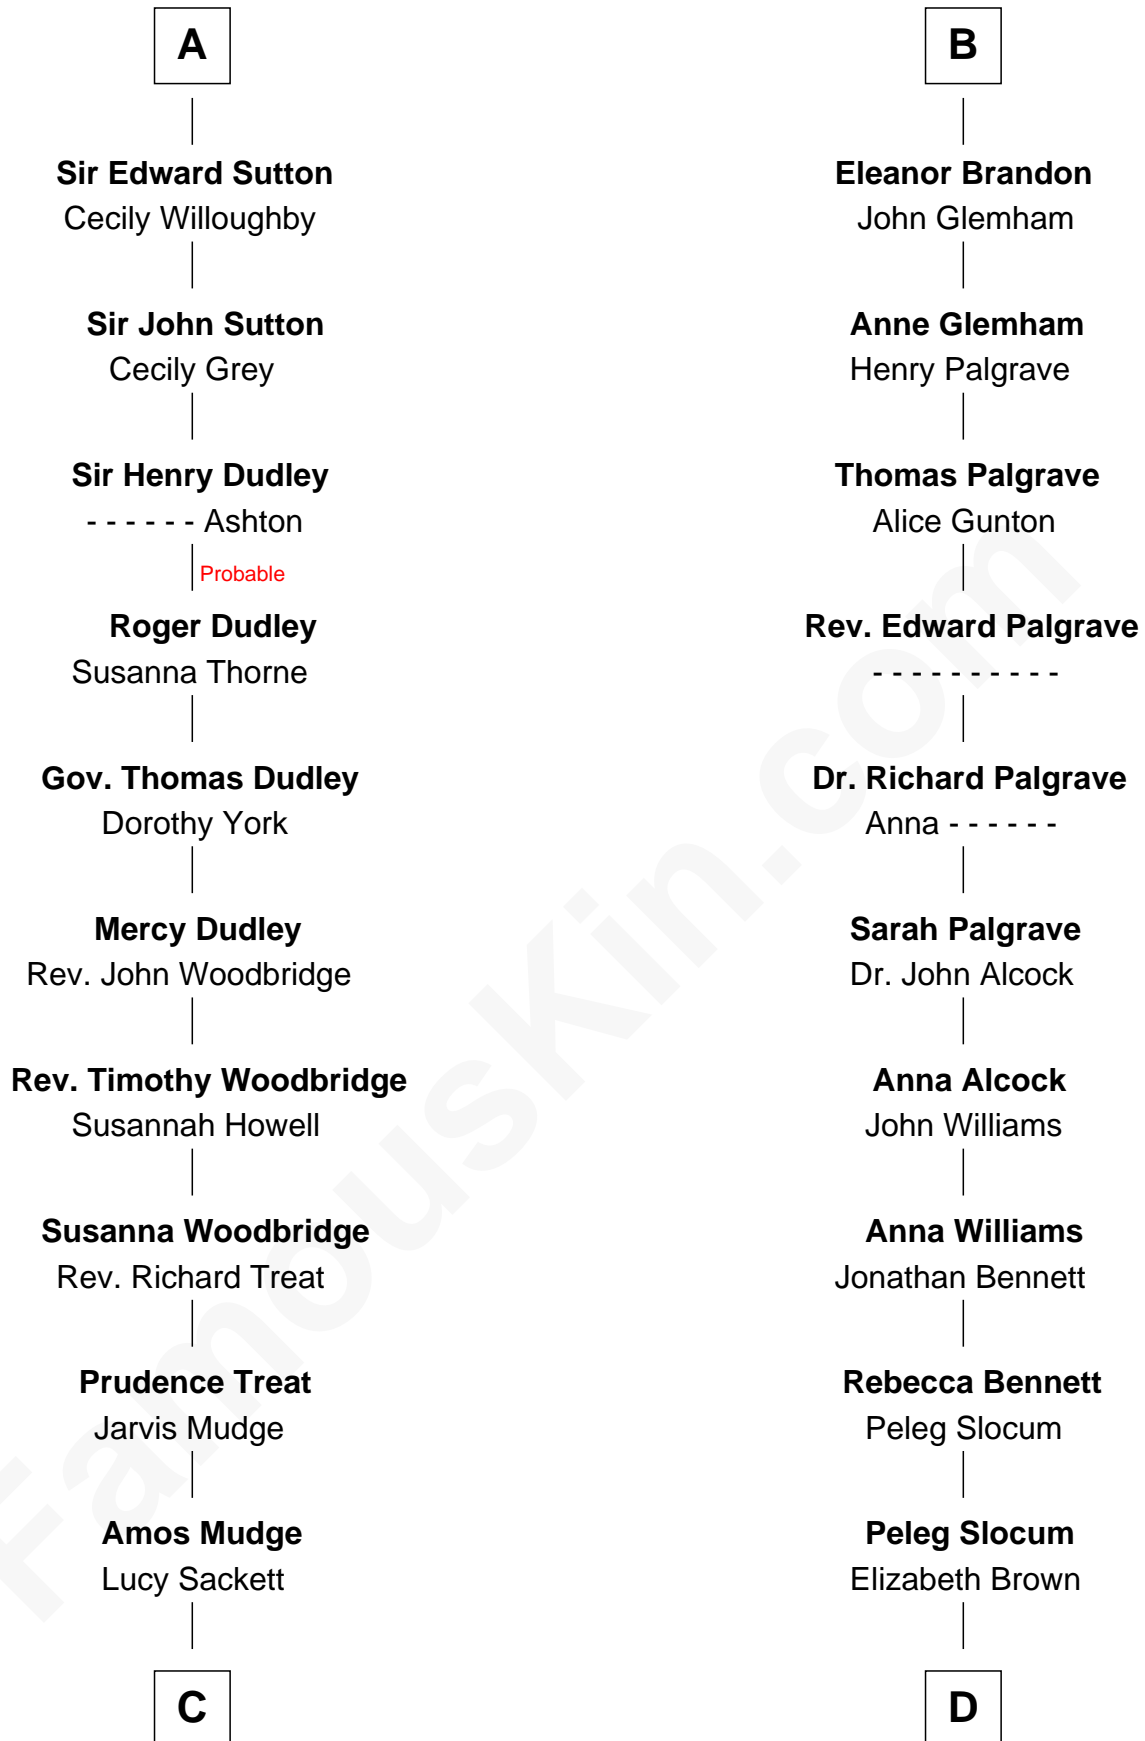 A
Sir Edward Sutton
Cecily Willoughby
Sir John Sutton
Cecily Grey
Sir Henry Dudley
- - - - - - Ashton
Probable
Roger Dudley
Susanna Thorne
Gov. Thomas Dudley
Dorothy York
Mercy Dudley
Rev. John Woodbridge
Rev. Timothy Woodbridge
Susannah Howell
Susanna Woodbridge
Rev. Richard Treat
Prudence Treat
Jarvis Mudge
Amos Mudge
Lucy Sackett
C
B
Eleanor Brandon
John Glemham
Anne Glemham
Henry Palgrave
Thomas Palgrave
Alice Gunton
Rev. Edward Palgrave
- - - - - - - - - -
Dr. Richard Palgrave
Anna - - - - - -
Sarah Palgrave
Dr. John Alcock
Anna Alcock
John Williams
Anna Williams
Jonathan Bennett
Rebecca Bennett
Peleg Slocum
Peleg Slocum
Elizabeth Brown
D
FamousKin.com